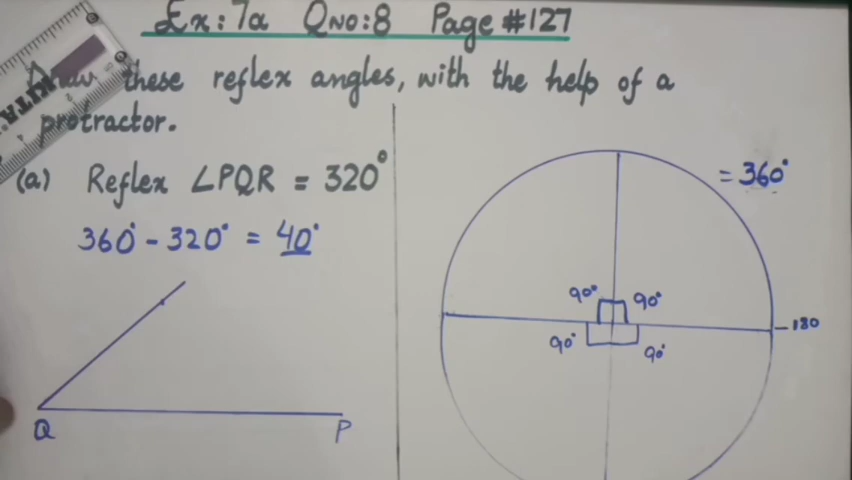 Ex: 7a Q No: 8 Page # 127
Draw these reflex angles, with the help of a
protractor.
(a) Reflex ∠PQR = 320°
360° - 320° = 40°
Q P
= 360°
90° 90°
90° 90°
180